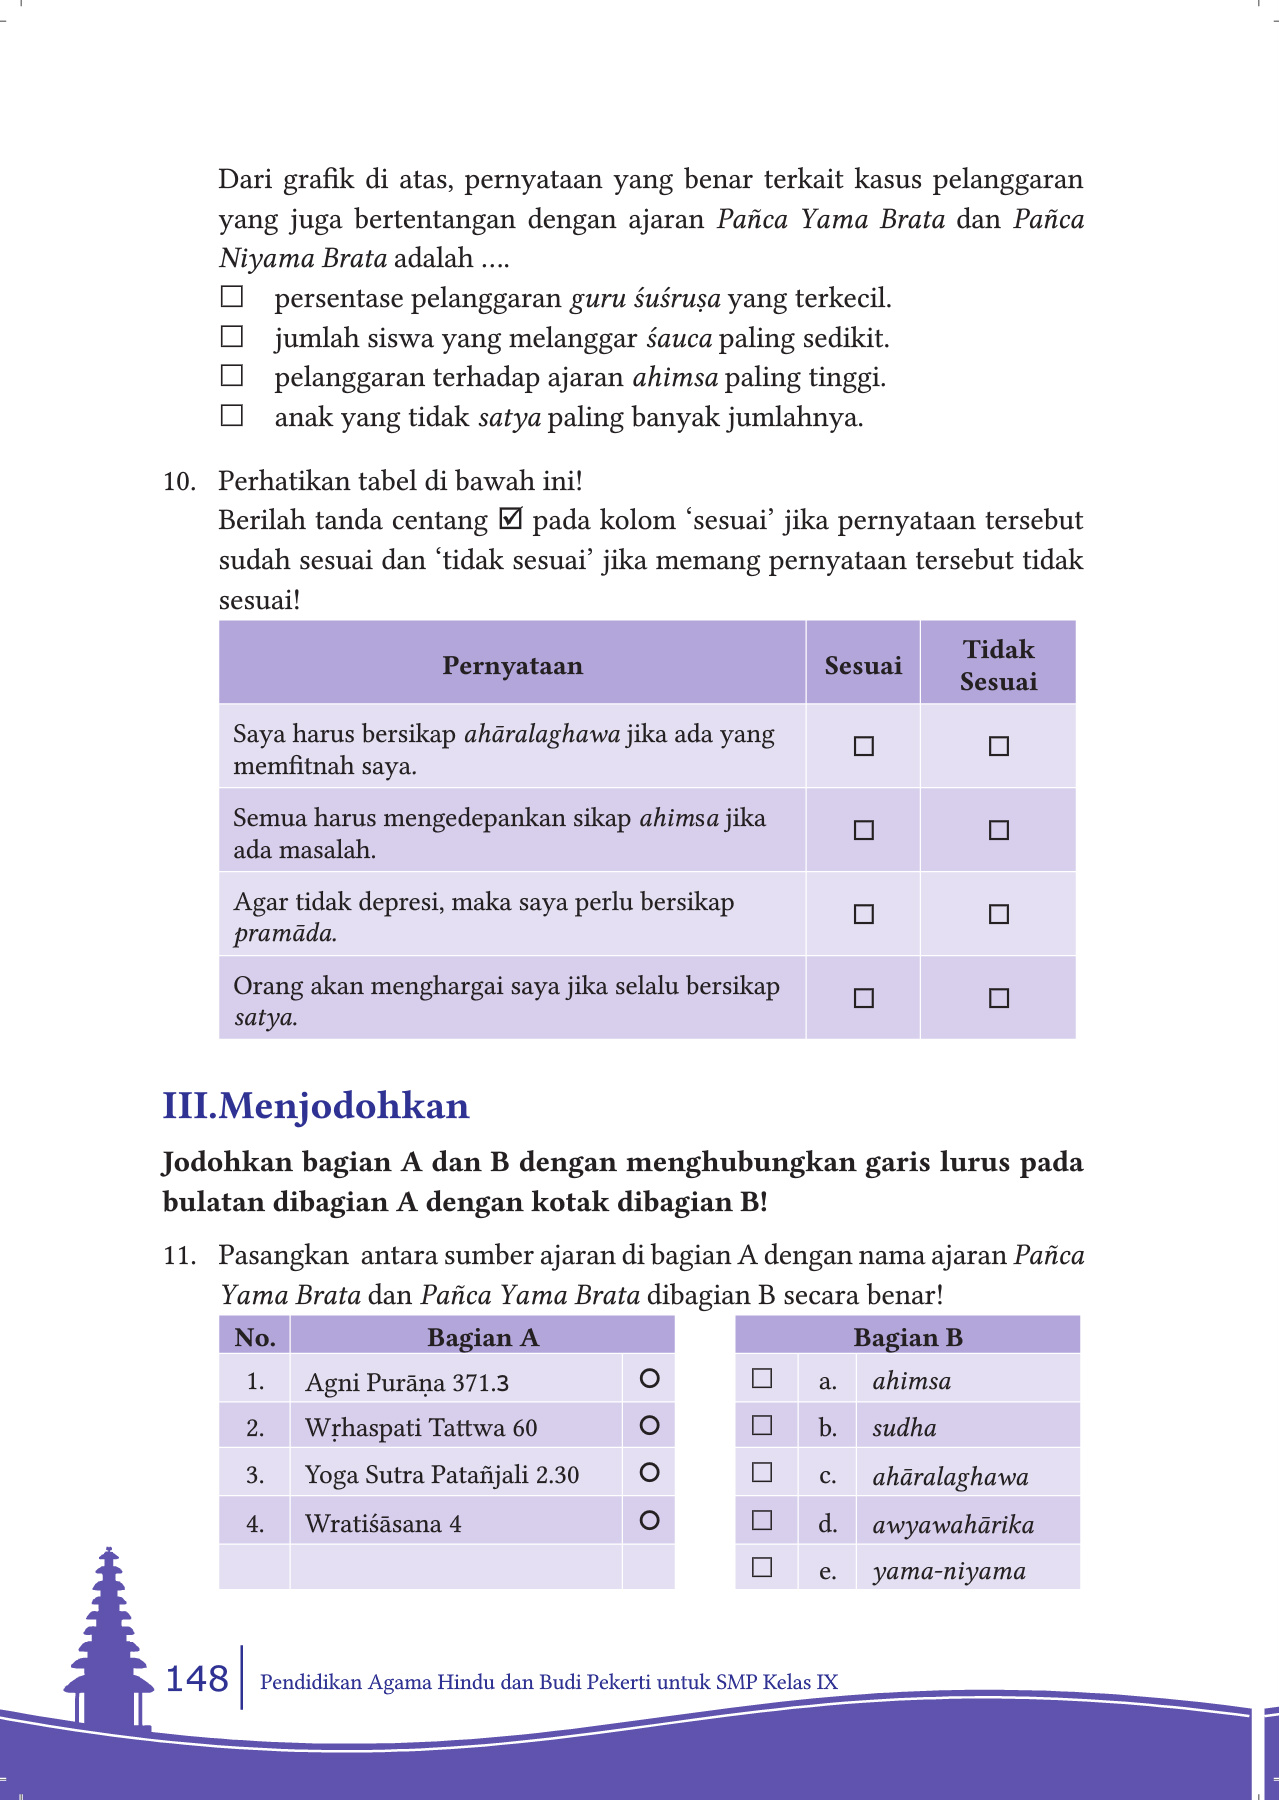 Dari grafik di atas, pernyataan yang benar terkait kasus pelanggaran
yang juga bertentangan dengan ajaran Pañca Yama Brata dan Pañca
Niyama Brata adalah ....
☐ persentase pelanggaran guru śuśruṣa yang terkecil.
☐ jumlah siswa yang melanggar śauca paling sedikit.
☐ pelanggaran terhadap ajaran ahimsa paling tinggi.
☐ anak yang tidak satya paling banyak jumlahnya.
10. Perhatikan tabel di bawah ini!
Berilah tanda centang ☑ pada kolom ‘sesuai’ jika pernyataan tersebut
sudah sesuai dan ‘tidak sesuai’ jika memang pernyataan tersebut tidak
sesuai!
Pernyataan Sesuai Tidak
Sesuai
Saya harus bersikap ahāralaghawa jika ada yang
memfitnah saya. ☐ ☐
Semua harus mengedepankan sikap ahimsa jika
ada masalah. ☐ ☐
Agar tidak depresi, maka saya perlu bersikap
pramāda. ☐ ☐
Orang akan menghargai saya jika selalu bersikap
satya. ☐ ☐
III.Menjodohkan
Jodohkan bagian A dan B dengan menghubungkan garis lurus pada
bulatan dibagian A dengan kotak dibagian B!
11. Pasangkan antara sumber ajaran di bagian A dengan nama ajaran Pañca
Yama Brata dan Pañca Yama Brata dibagian B secara benar!
No. Bagian A Bagian B
1. Agni Purāṇa 371.3 ○ ☐ a. ahimsa
2. Wṛhaspati Tattwa 60 ○ ☐ b. sudha
3. Yoga Sutra Patañjali 2.30 ○ ☐ c. ahāralaghawa
4. Wratiśāsana 4 ○ ☐ d. awyawahārika
☐ e. yama-niyama
148 Pendidikan Agama Hindu dan Budi Pekerti untuk SMP Kelas IX